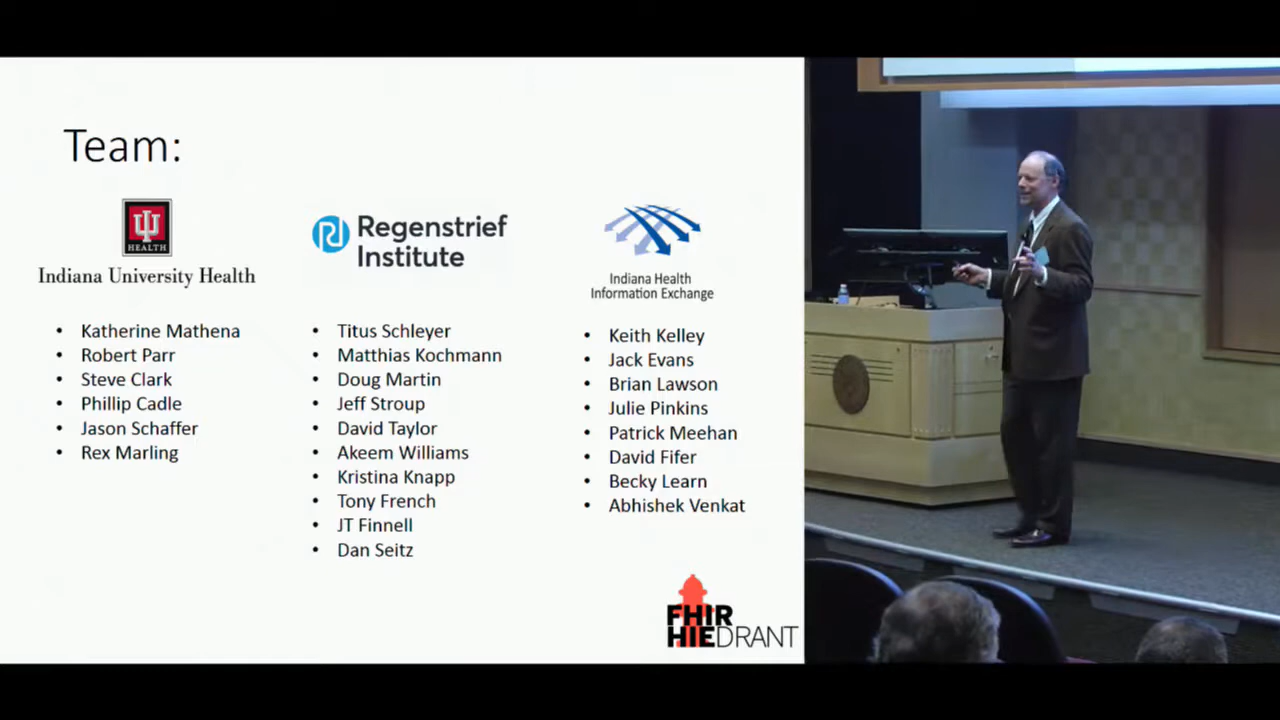 Team:
IU
HEALTH
Indiana University Health
• Katherine Mathena
• Robert Parr
• Steve Clark
• Phillip Cadle
• Jason Schaffer
• Rex Marling
Regenstrief
Institute
• Titus Schleyer
• Matthias Kochmann
• Doug Martin
• Jeff Stroup
• David Taylor
• Akeem Williams
• Kristina Knapp
• Tony French
• JT Finnell
• Dan Seitz
Indiana Health
Information Exchange
• Keith Kelley
• Jack Evans
• Brian Lawson
• Julie Pinkins
• Patrick Meehan
• David Fifer
• Becky Learn
• Abhishek Venkat
FHIR
HIEDRANT